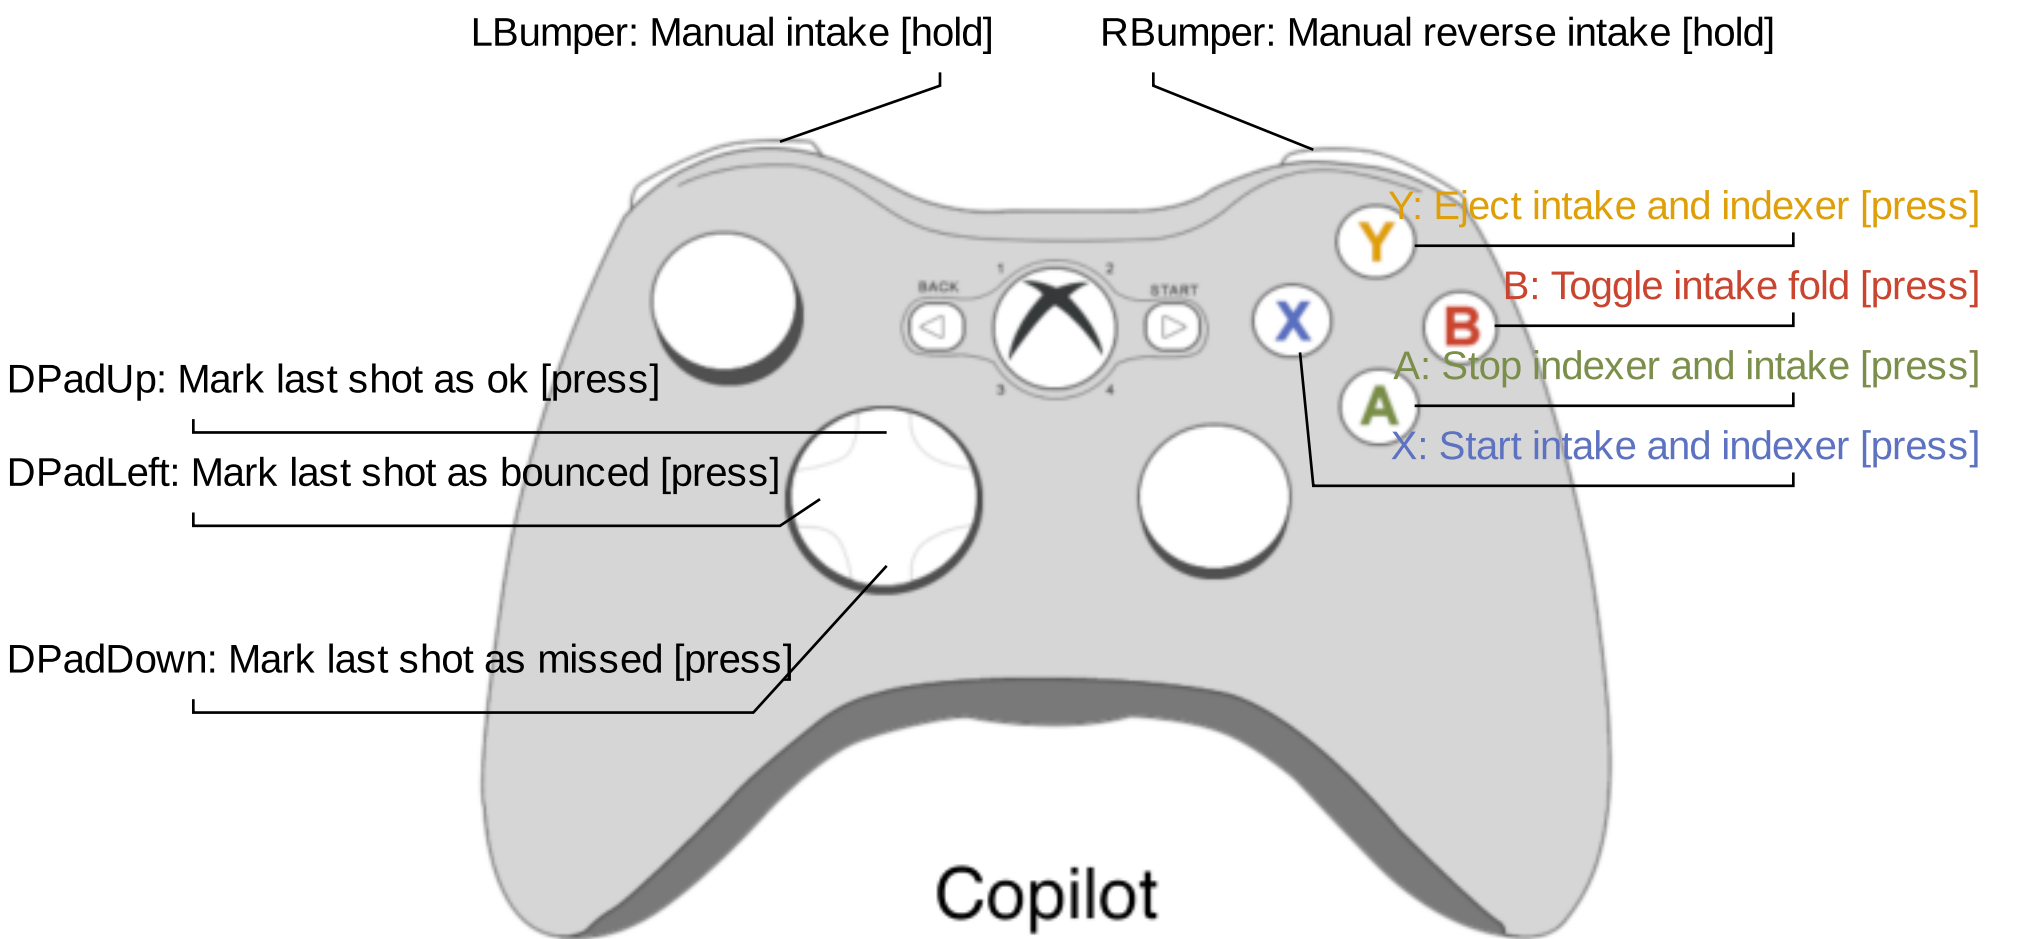 LBumper: Manual intake [hold]
RBumper: Manual reverse intake [hold]
Y: Eject intake and indexer [press]
Y
1
2
BACK
START
B: Toggle intake fold [press]
X
B
DPadUp: Mark last shot as ok [press]
3
4
A: Stop indexer and intake [press]
A
X: Start intake and indexer [press]
DPadLeft: Mark last shot as bounced [press]
DPadDown: Mark last shot as missed [press]
Copilot